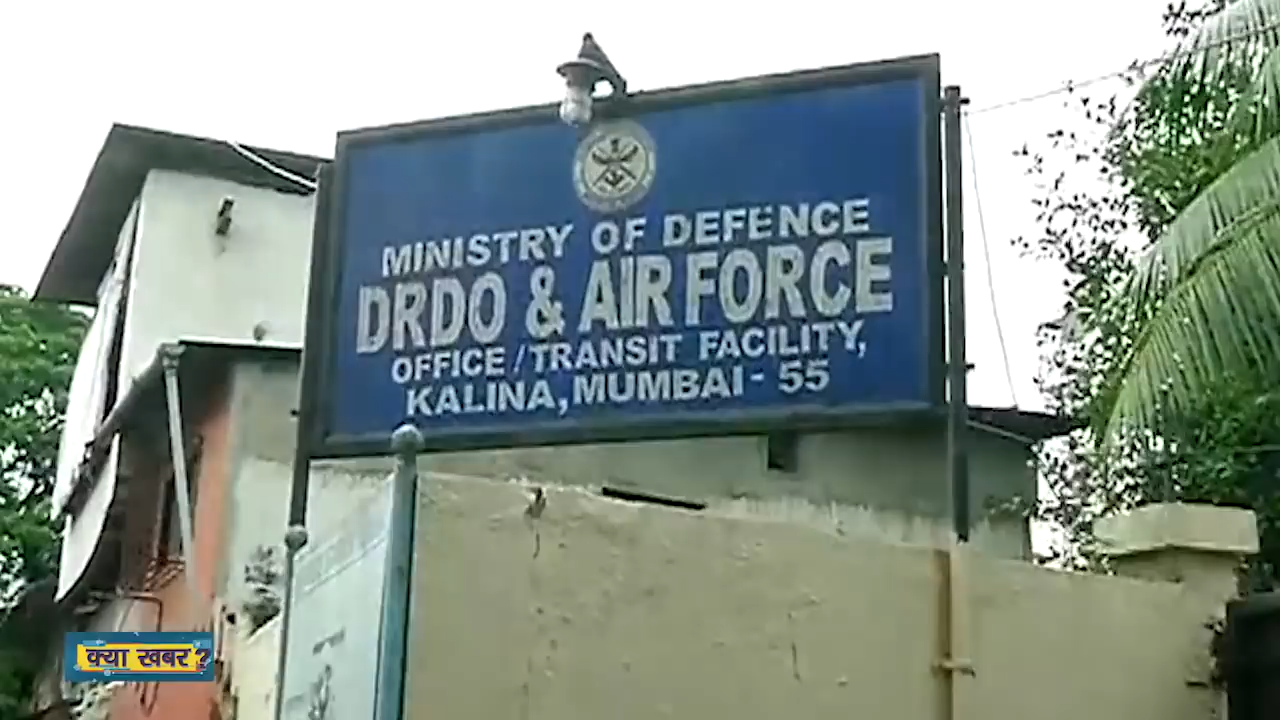 MINISTRY OF DEFENCE
DRDO & AIR FORCE
OFFICE / TRANSIT FACILITY,
KALINA, MUMBAI - 55
क्या खबर?